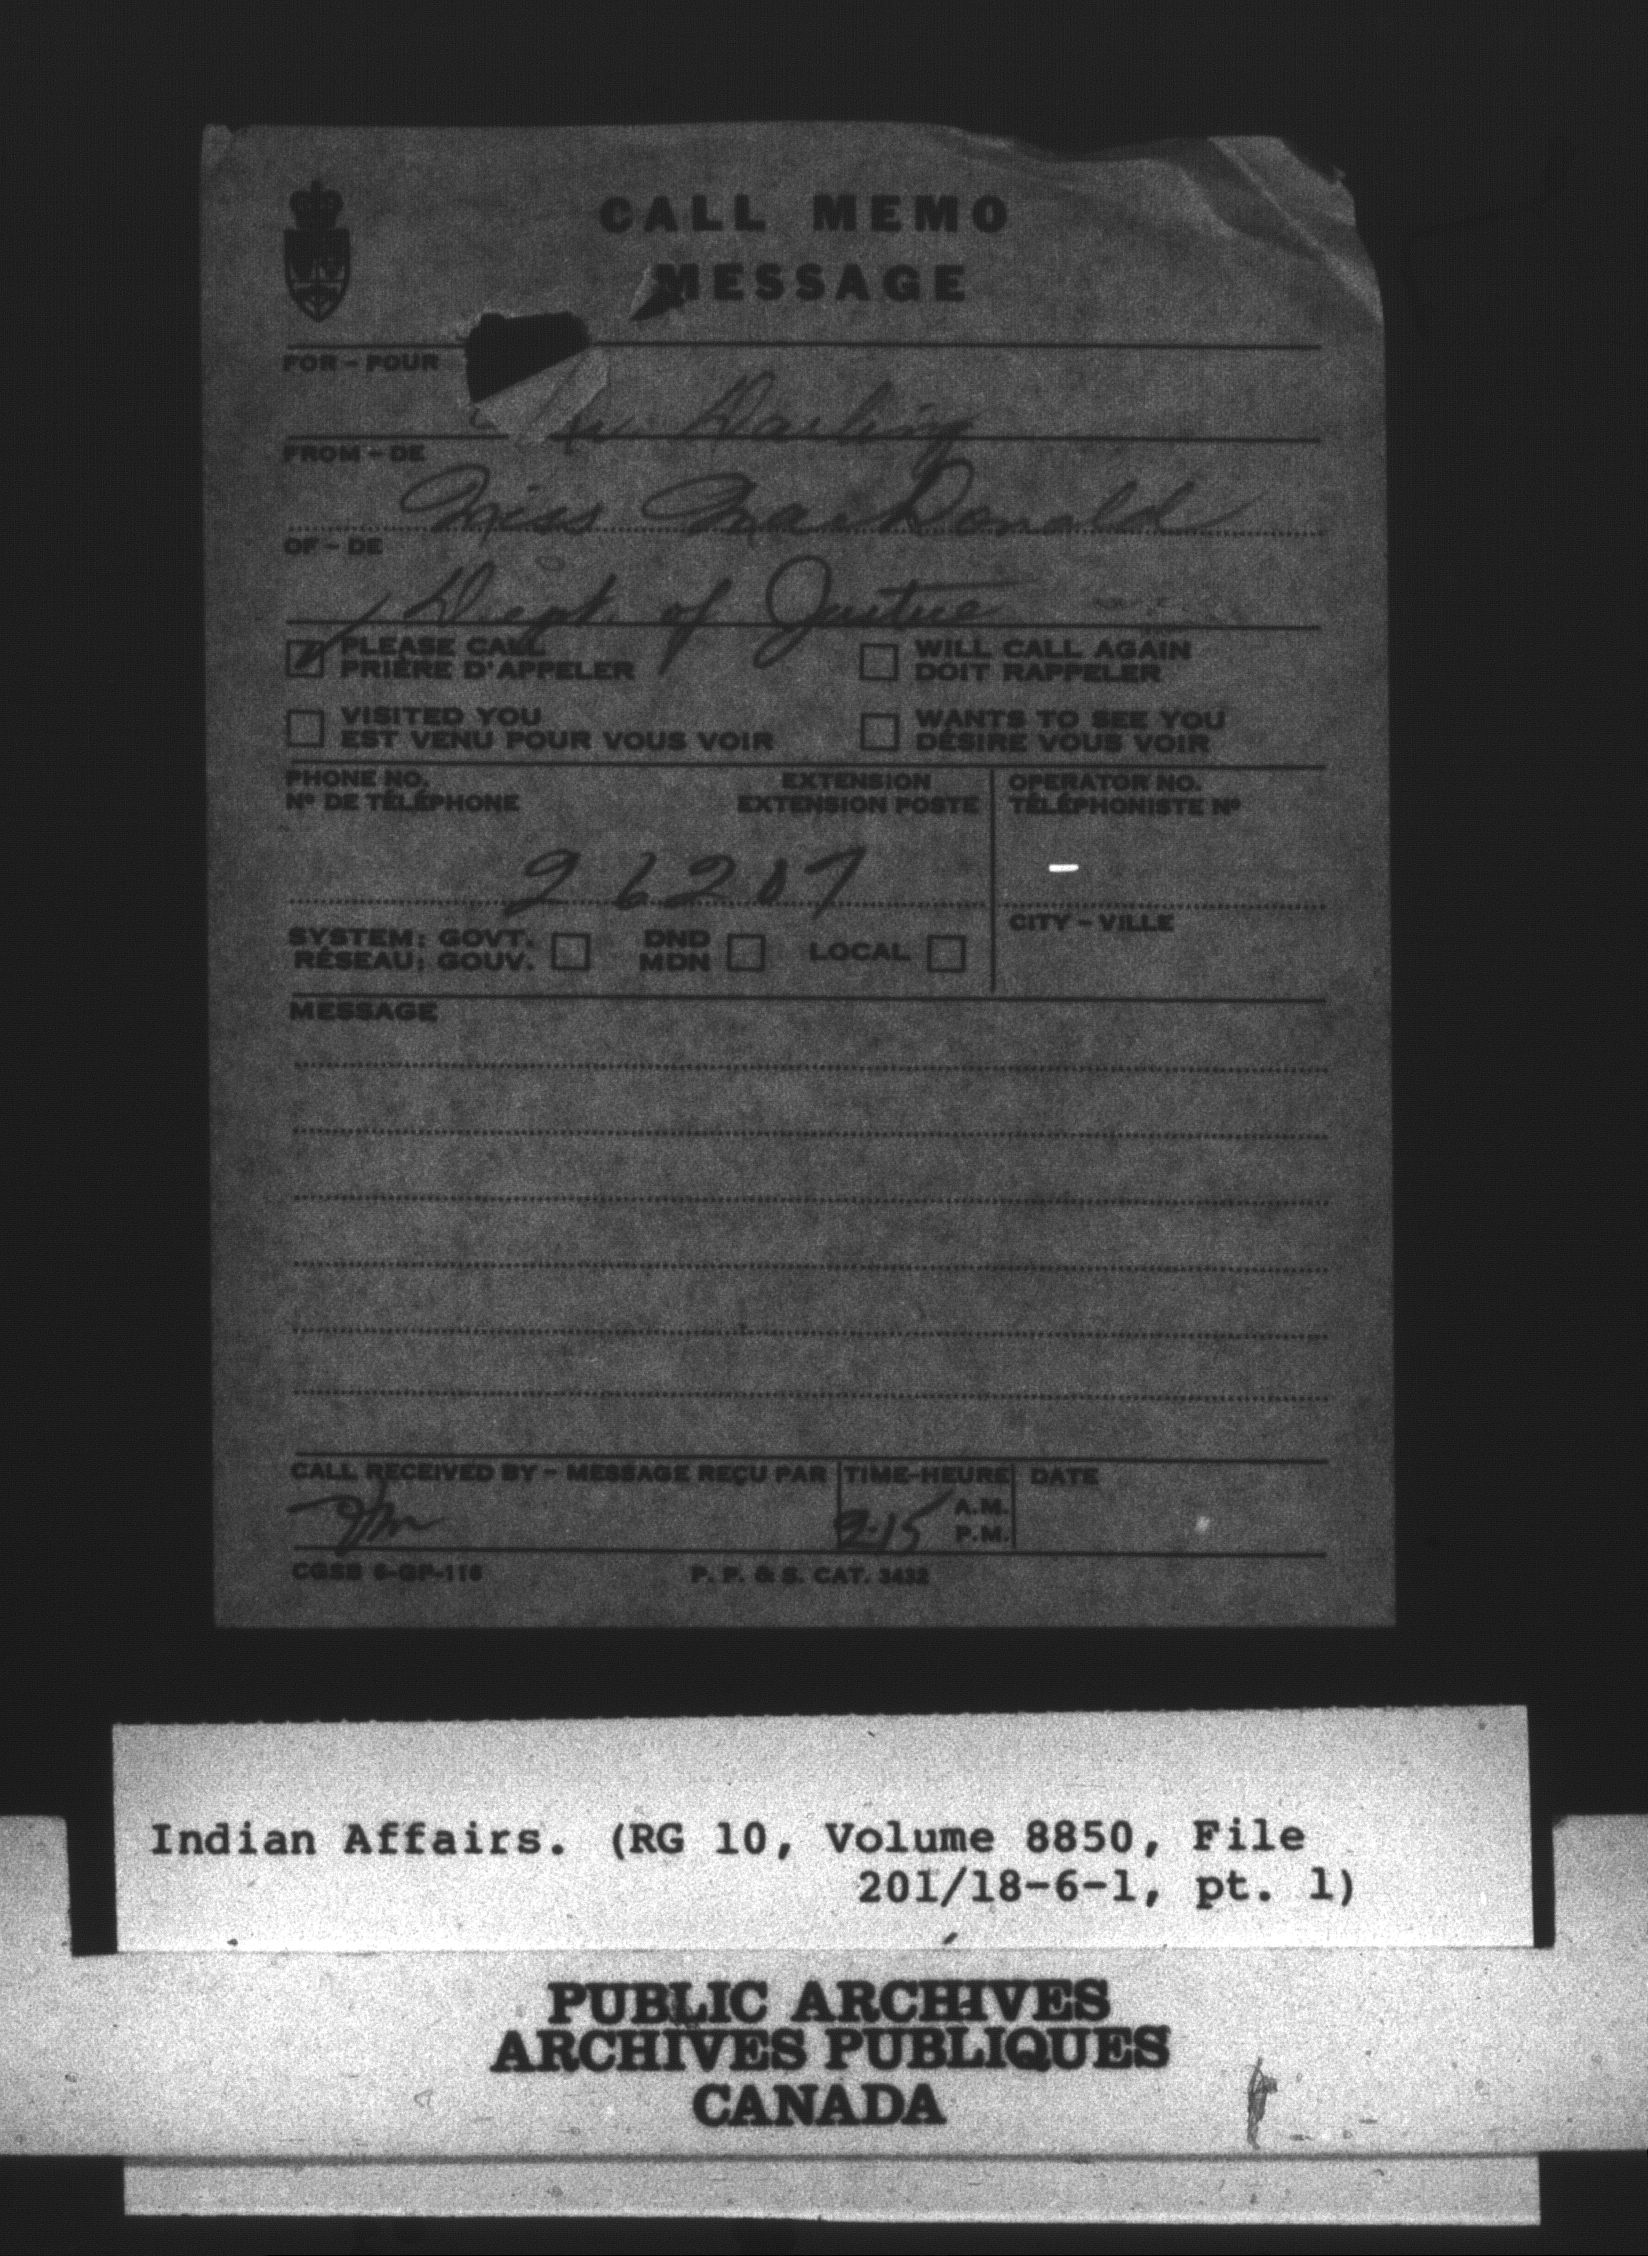 CALL MEMO
MESSAGE
FOR - POUR
Darling
FROM - DE
Miss MacDonald
OF - DE
Dept. of Justice
PLEASE CALL WILL CALL AGAIN
PRIÈRE D'APPELER DOIT RAPPELER
VISITED YOU WANTS TO SEE YOU
EST VENU POUR VOUS VOIR DÉSIRE VOUS VOIR
PHONE NO. EXTENSION OPERATOR NO.
Nº DE TÉLÉPHONE EXTENSION POSTE TÉLÉPHONISTE Nº
2 6207
CITY - VILLE
SYSTEM: GOVT. DND LOCAL
RÉSEAU: GOUV. MDN
MESSAGE
CALL RECEIVED BY - MESSAGE REÇU PAR TIME-HEURE DATE
A.M.
P.M.
CGSB 6-GP-116 P. P. & S. CAT. 3432
Indian Affairs. (RG 10, Volume 8850, File
201/18-6-1, pt. 1)
PUBLIC ARCHIVES
ARCHIVES PUBLIQUES
CANADA